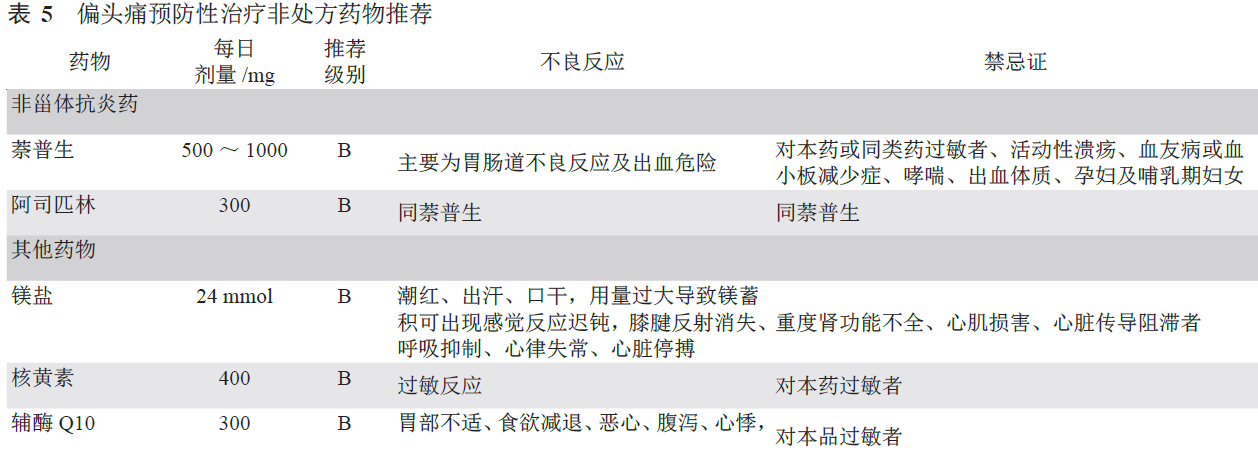 表 5 偏头痛预防性治疗非处方药物推荐
药物 每日剂量 /mg 推荐级别 不良反应 禁忌证
非甾体抗炎药
萘普生 500 ～ 1000 B 主要为胃肠道不良反应及出血危险 对本药或同类药过敏者、活动性溃疡、血友病或血
小板减少症、哮喘、出血体质、孕妇及哺乳期妇女
阿司匹林 300 B 同萘普生 同萘普生
其他药物
镁盐 24 mmol B 潮红、出汗、口干，用量过大导致镁蓄
积可出现感觉反应迟钝，膝腱反射消失、重度肾功能不全、心肌损害、心脏传导阻滞者
呼吸抑制、心律失常、心脏停搏
核黄素 400 B 过敏反应 对本药过敏者
辅酶 Q10 300 B 胃部不适、食欲减退、恶心、腹泻、心悸， 对本品过敏者